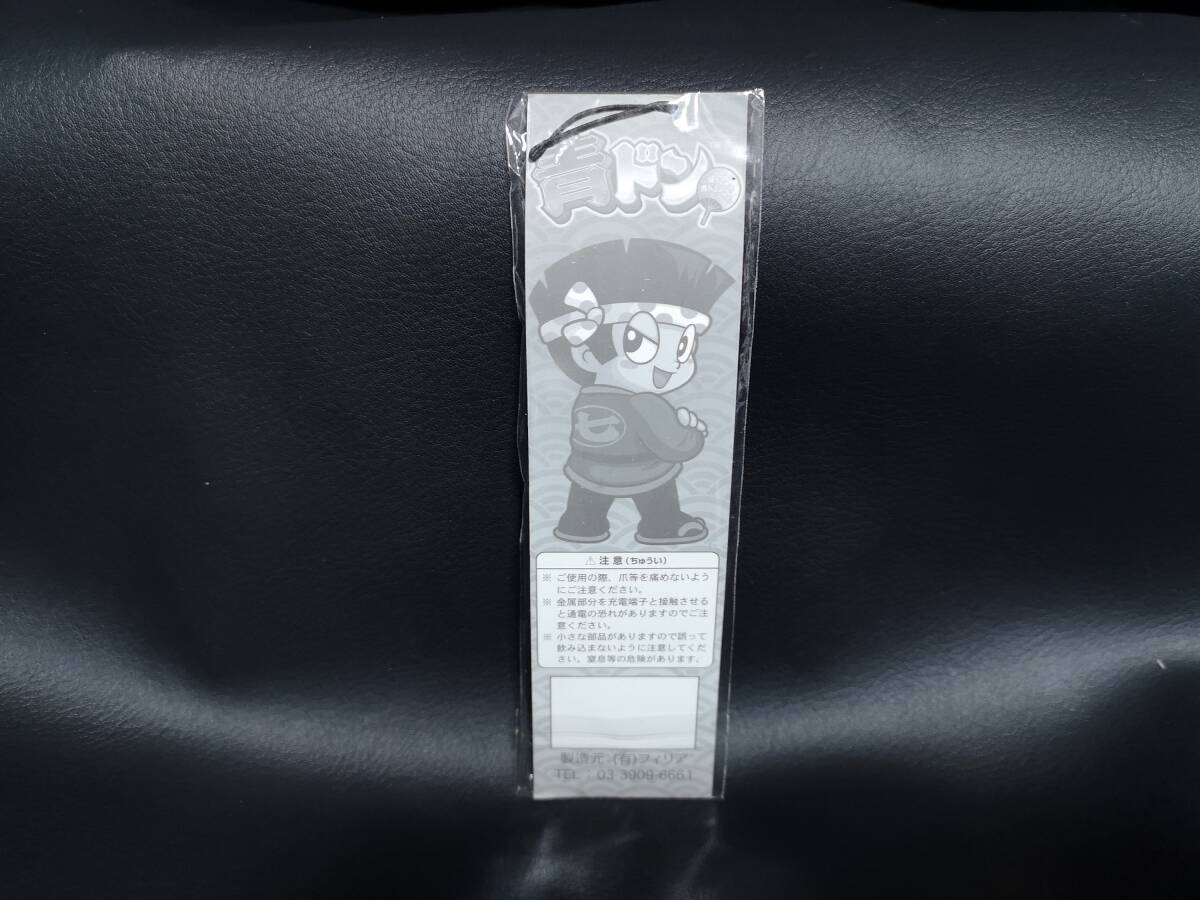 青ドン
七
⚠注意(ちゅうい)
※ ご使用の際、爪等を痛めないよう
にご注意ください。
※ 金属部分を充電端子と接触させる
と通電の恐れがありますのでご注
意ください。
※ 小さな部品がありますので誤って
飲み込まないように注意してくだ
さい。窒息等の危険があります。
製造元:(有)フィリア
TEL : 03 3909 6661